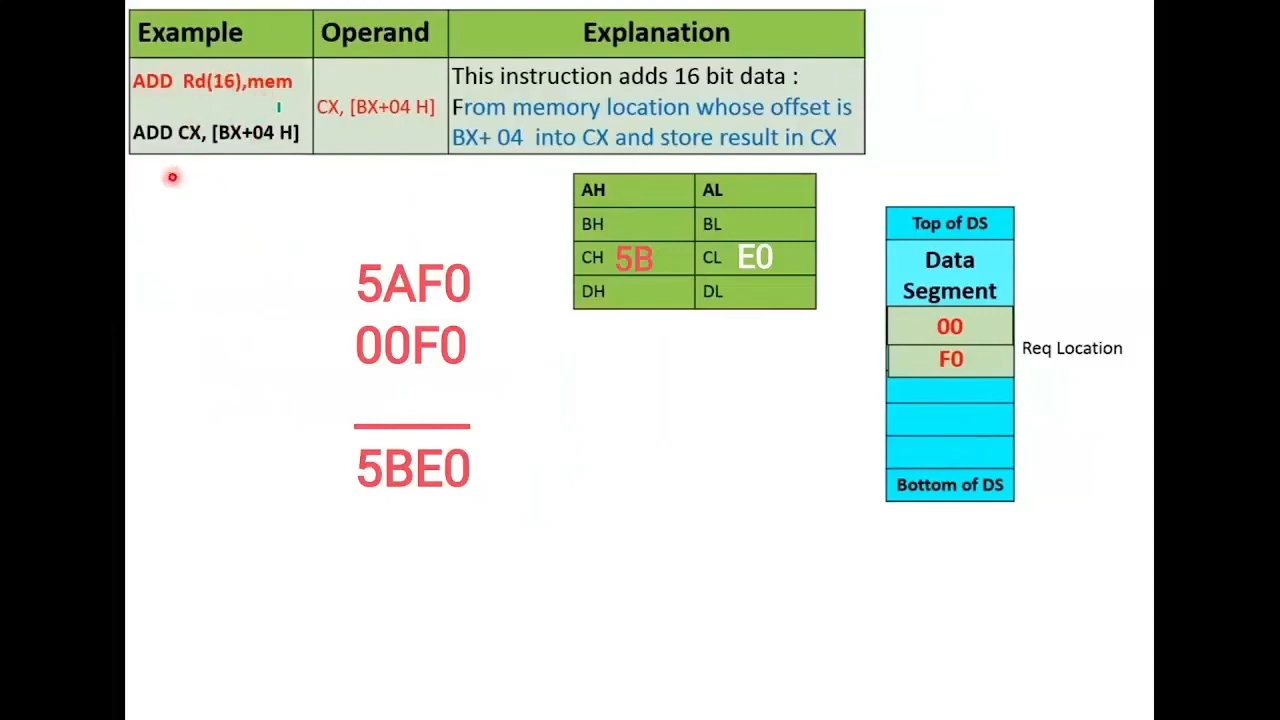 Example Operand Explanation
ADD Rd(16),mem
ADD CX, [BX+04 H]
CX, [BX+04 H]
This instruction adds 16 bit data :
From memory location whose offset is
BX+ 04 into CX and store result in CX
AH AL
BH BL
CH 5B CL E0
DH DL
5AF0
00F0
5BE0
Top of DS
Data
Segment
00
F0
Req Location
Bottom of DS